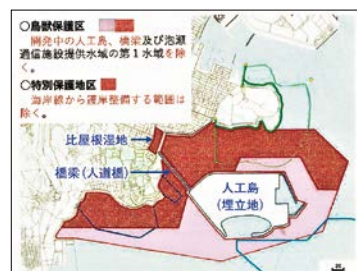 ○鳥獣保護区
開発中の人工島、橋梁及び泡瀬
通信施設提供水域の第1水域を除
く。
○特別保護地区
海岸線から護岸整備する範囲は
除く。
比屋根湿地
橋梁(人道橋)
人工島
(埋立地)